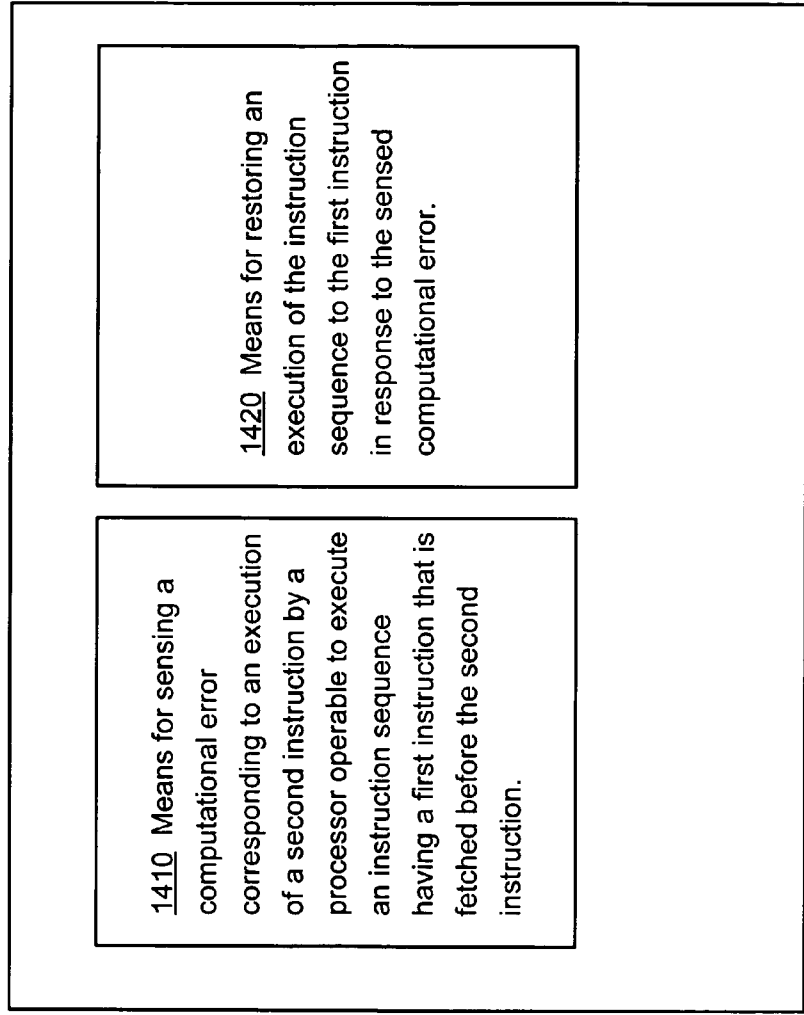 1410 Means for sensing a
computational error
corresponding to an execution
of a second instruction by a
processor operable to execute
an instruction sequence
having a first instruction that is
fetched before the second
instruction.
1420 Means for restoring an
execution of the instruction
sequence to the first instruction
in response to the sensed
computational error.